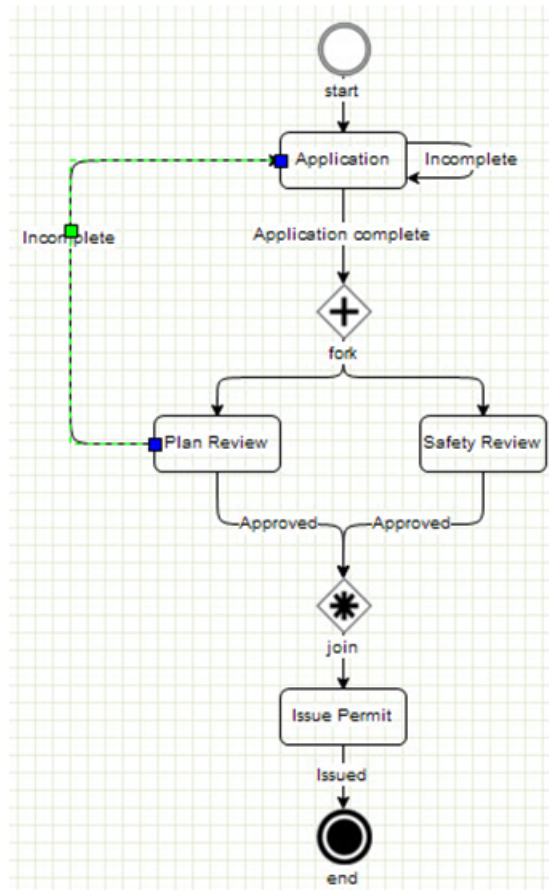 start
Application
Incomplete
Application complete
Incomplete
fork
Plan Review
Safety Review
Approved
Approved
join
Issue Permit
Issued
end